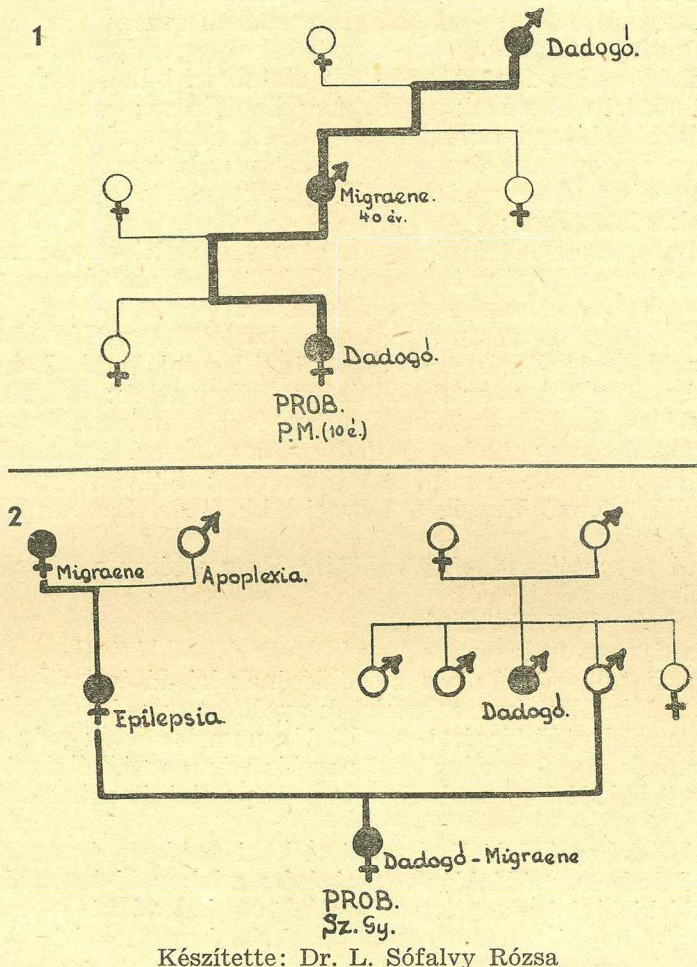 1
Dadogó.
Migraene.
40 év.
Dadogó.
PROB.
P.M. (10 é.)
2
Migraene
Apoplexia.
Epilepsia.
Dadogó.
Dadogó - Migraene
PROB.
Sz. Gy.
Készítette: Dr. L. Sófalvy Rózsa